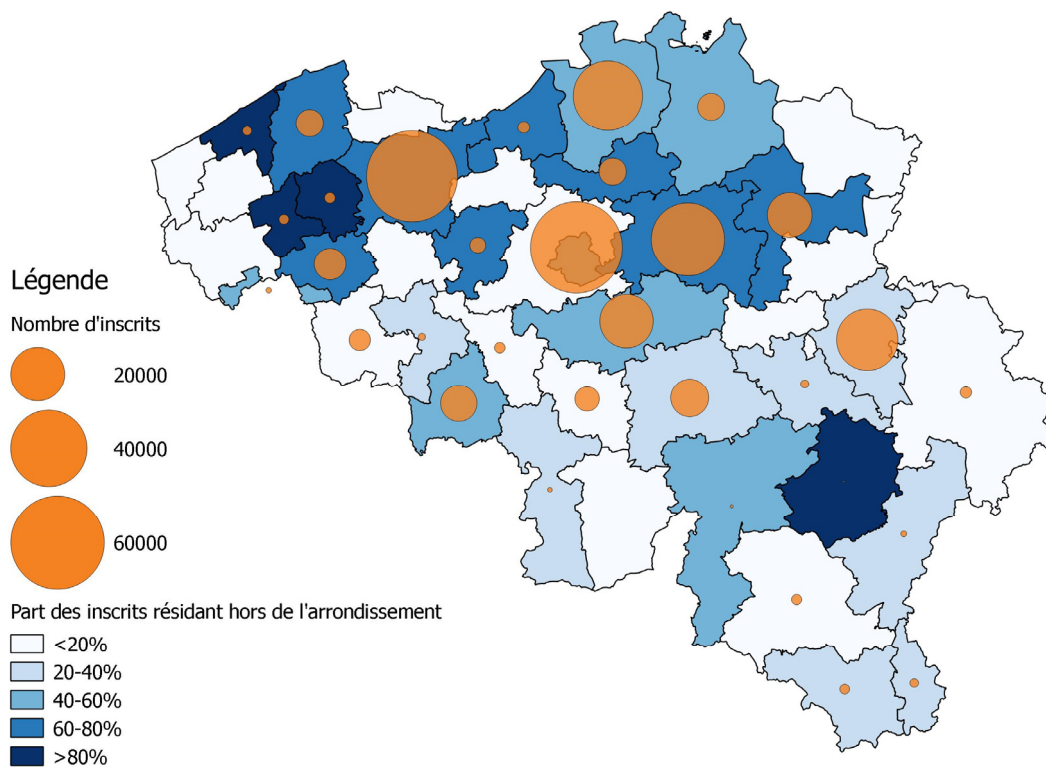 Légende
Nombre d'inscrits
20000
40000
60000
Part des inscrits résidant hors de l'arrondissement
<20%
20-40%
40-60%
60-80%
>80%